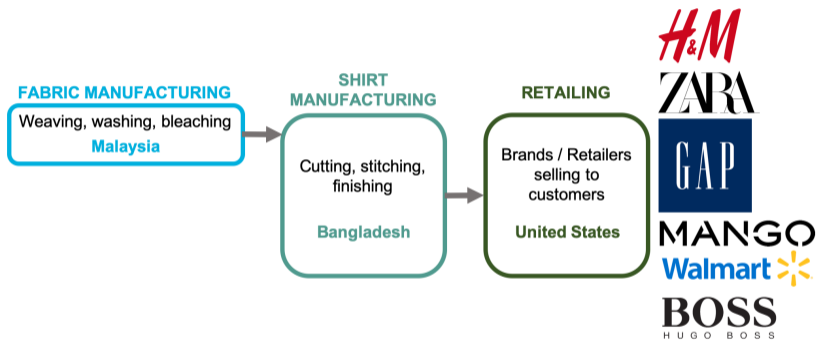 FABRIC MANUFACTURING
Weaving, washing, bleaching
Malaysia
SHIRT
MANUFACTURING
Cutting, stitching,
finishing
Bangladesh
RETAILING
Brands / Retailers
selling to
customers
United States
H&M
ZARA
GAP
MANGO
Walmart
BOSS
HUGO BOSS